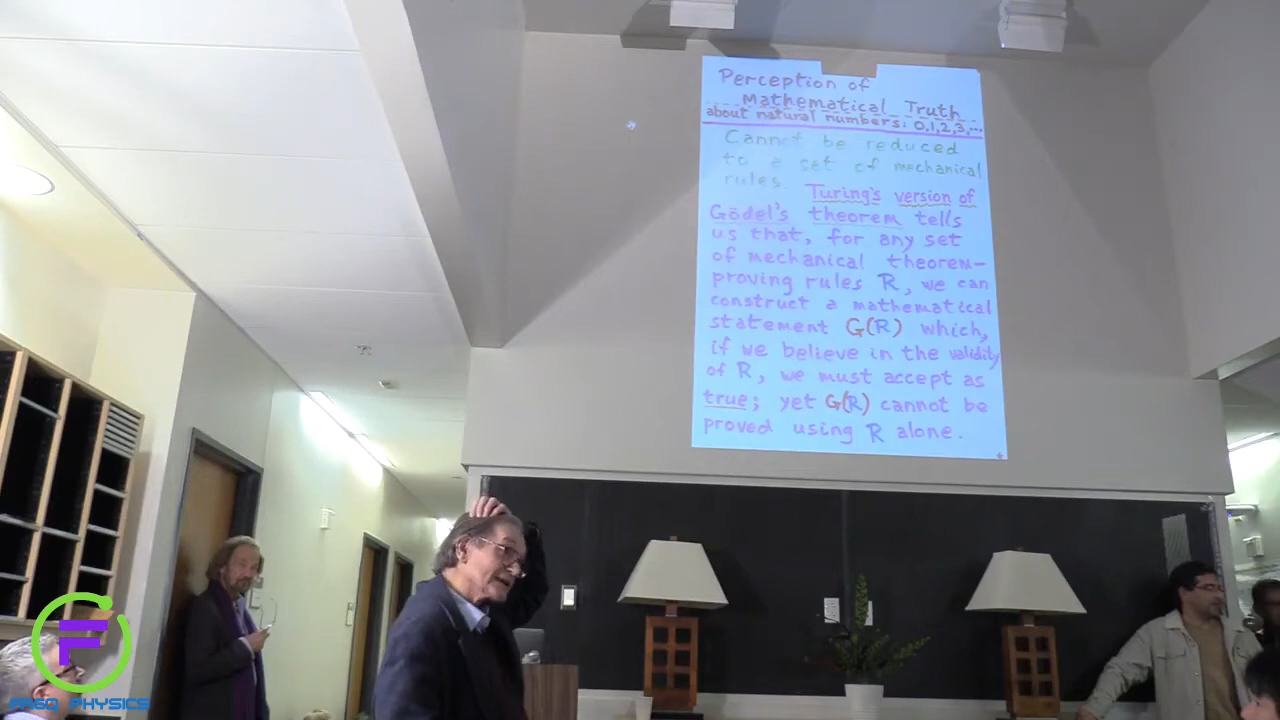 Perception of
Mathematical Truth
about natural numbers: 0,1,2,3,...
Cannot be reduced
to a set of mechanical
rules. Turing's version of
Gödel's theorem tells
us that, for any set
of mechanical theorem-
proving rules R, we can
construct a mathematical
statement G(R) which,
if we believe in the validity
of R, we must accept as
true; yet G(R) cannot be
proved using R alone.
F
FREQ PHYSICS